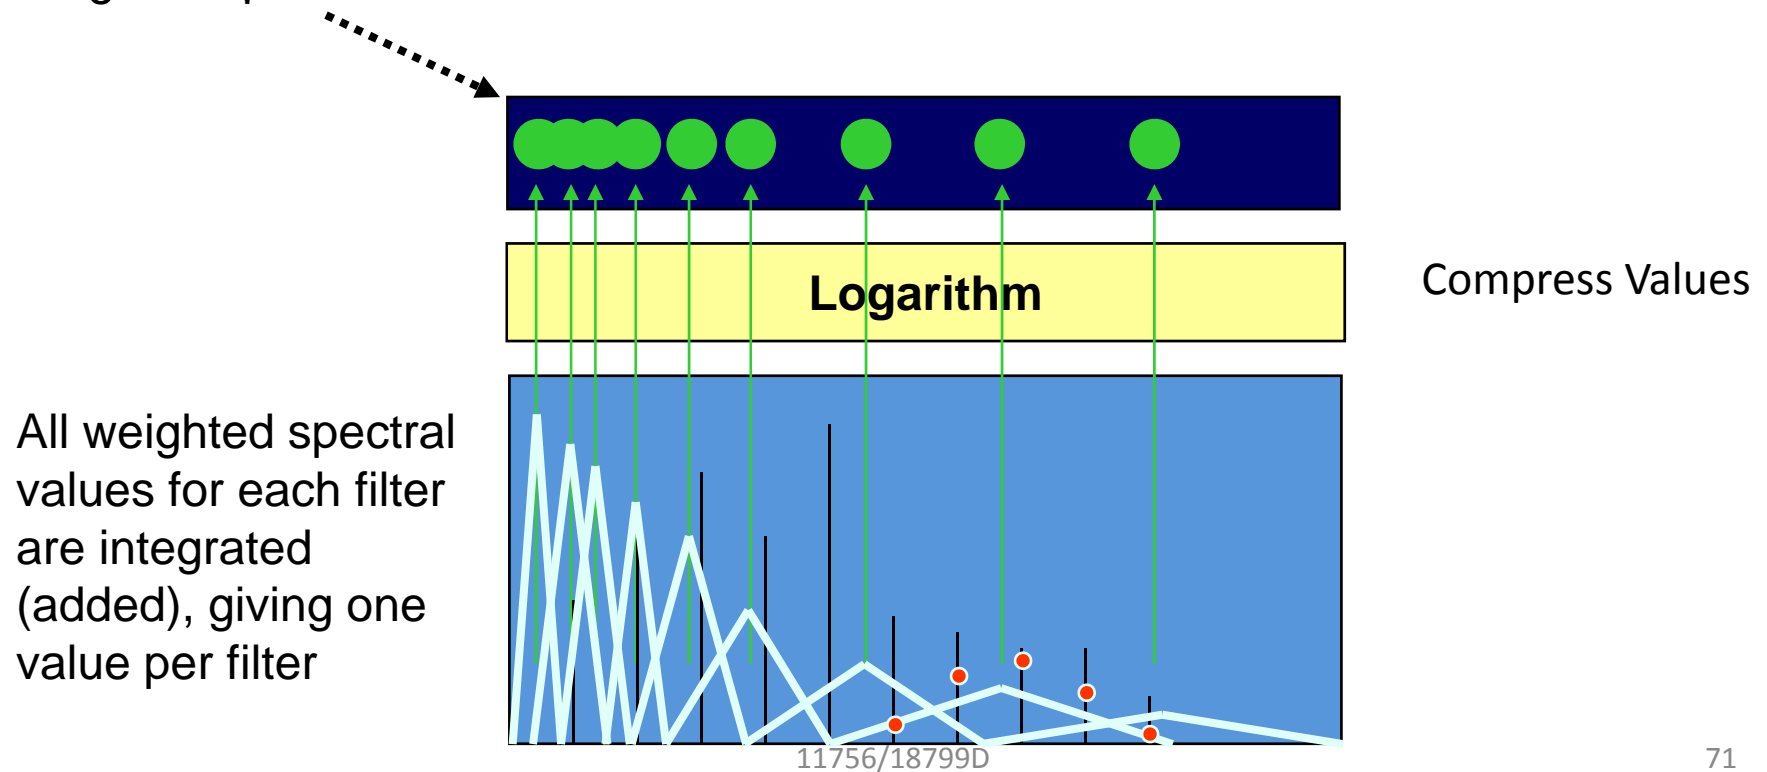 Logarithm
Compress Values
All weighted spectral
values for each filter
are integrated
(added), giving one
value per filter
11756/18799D
71